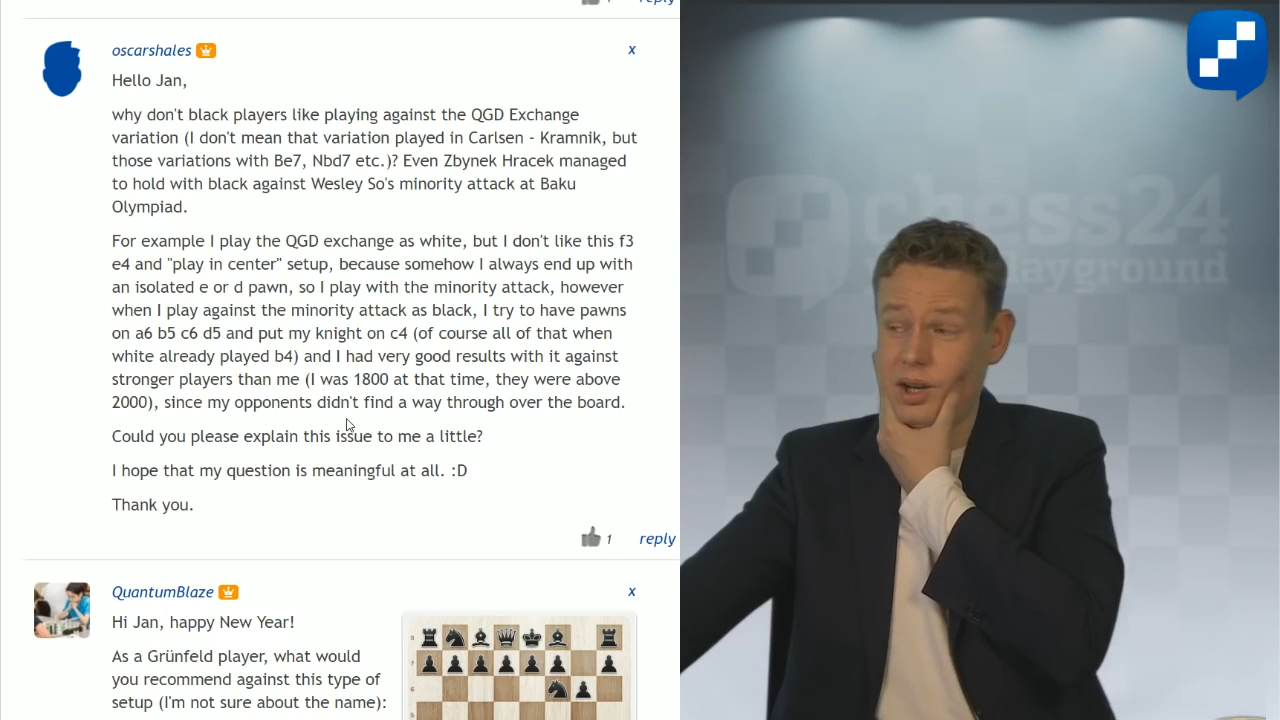 1 reply
oscarshales
x
Hello Jan,
why don't black players like playing against the QGD Exchange
variation (I don't mean that variation played in Carlsen - Kramnik, but
those variations with Be7, Nbd7 etc.)? Even Zbynek Hracek managed
to hold with black against Wesley So's minority attack at Baku
Olympiad.
For example I play the QGD exchange as white, but I don't like this f3
e4 and "play in center" setup, because somehow I always end up with
an isolated e or d pawn, so I play with the minority attack, however
when I play against the minority attack as black, I try to have pawns
on a6 b5 c6 d5 and put my knight on c4 (of course all of that when
white already played b4) and I had very good results with it against
stronger players than me (I was 1800 at that time, they were above
2000), since my opponents didn't find a way through over the board.
Could you please explain this issue to me a little?
I hope that my question is meaningful at all. :D
Thank you.
1 reply
QuantumBlaze
x
Hi Jan, happy New Year!
As a Grünfeld player, what would
you recommend against this type of
setup (I'm not sure about the name):
8
7
6
chess24
playground